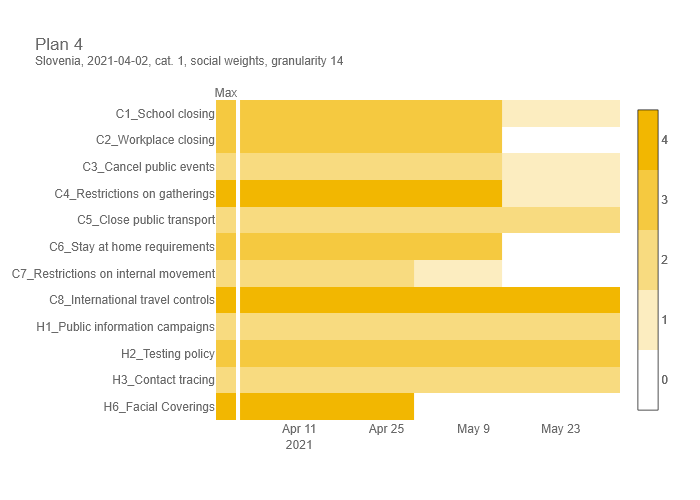 Plan 4
Slovenia, 2021-04-02, cat. 1, social weights, granularity 14
Max
C1_School closing
C2_Workplace closing
C3_Cancel public events
C4_Restrictions on gatherings
C5_Close public transport
C6_Stay at home requirements
C7_Restrictions on internal movement
C8_International travel controls
H1_Public information campaigns
H2_Testing policy
H3_Contact tracing
H6_Facial Coverings
Apr 11
2021
Apr 25
May 9
May 23
4
3
2
1
0